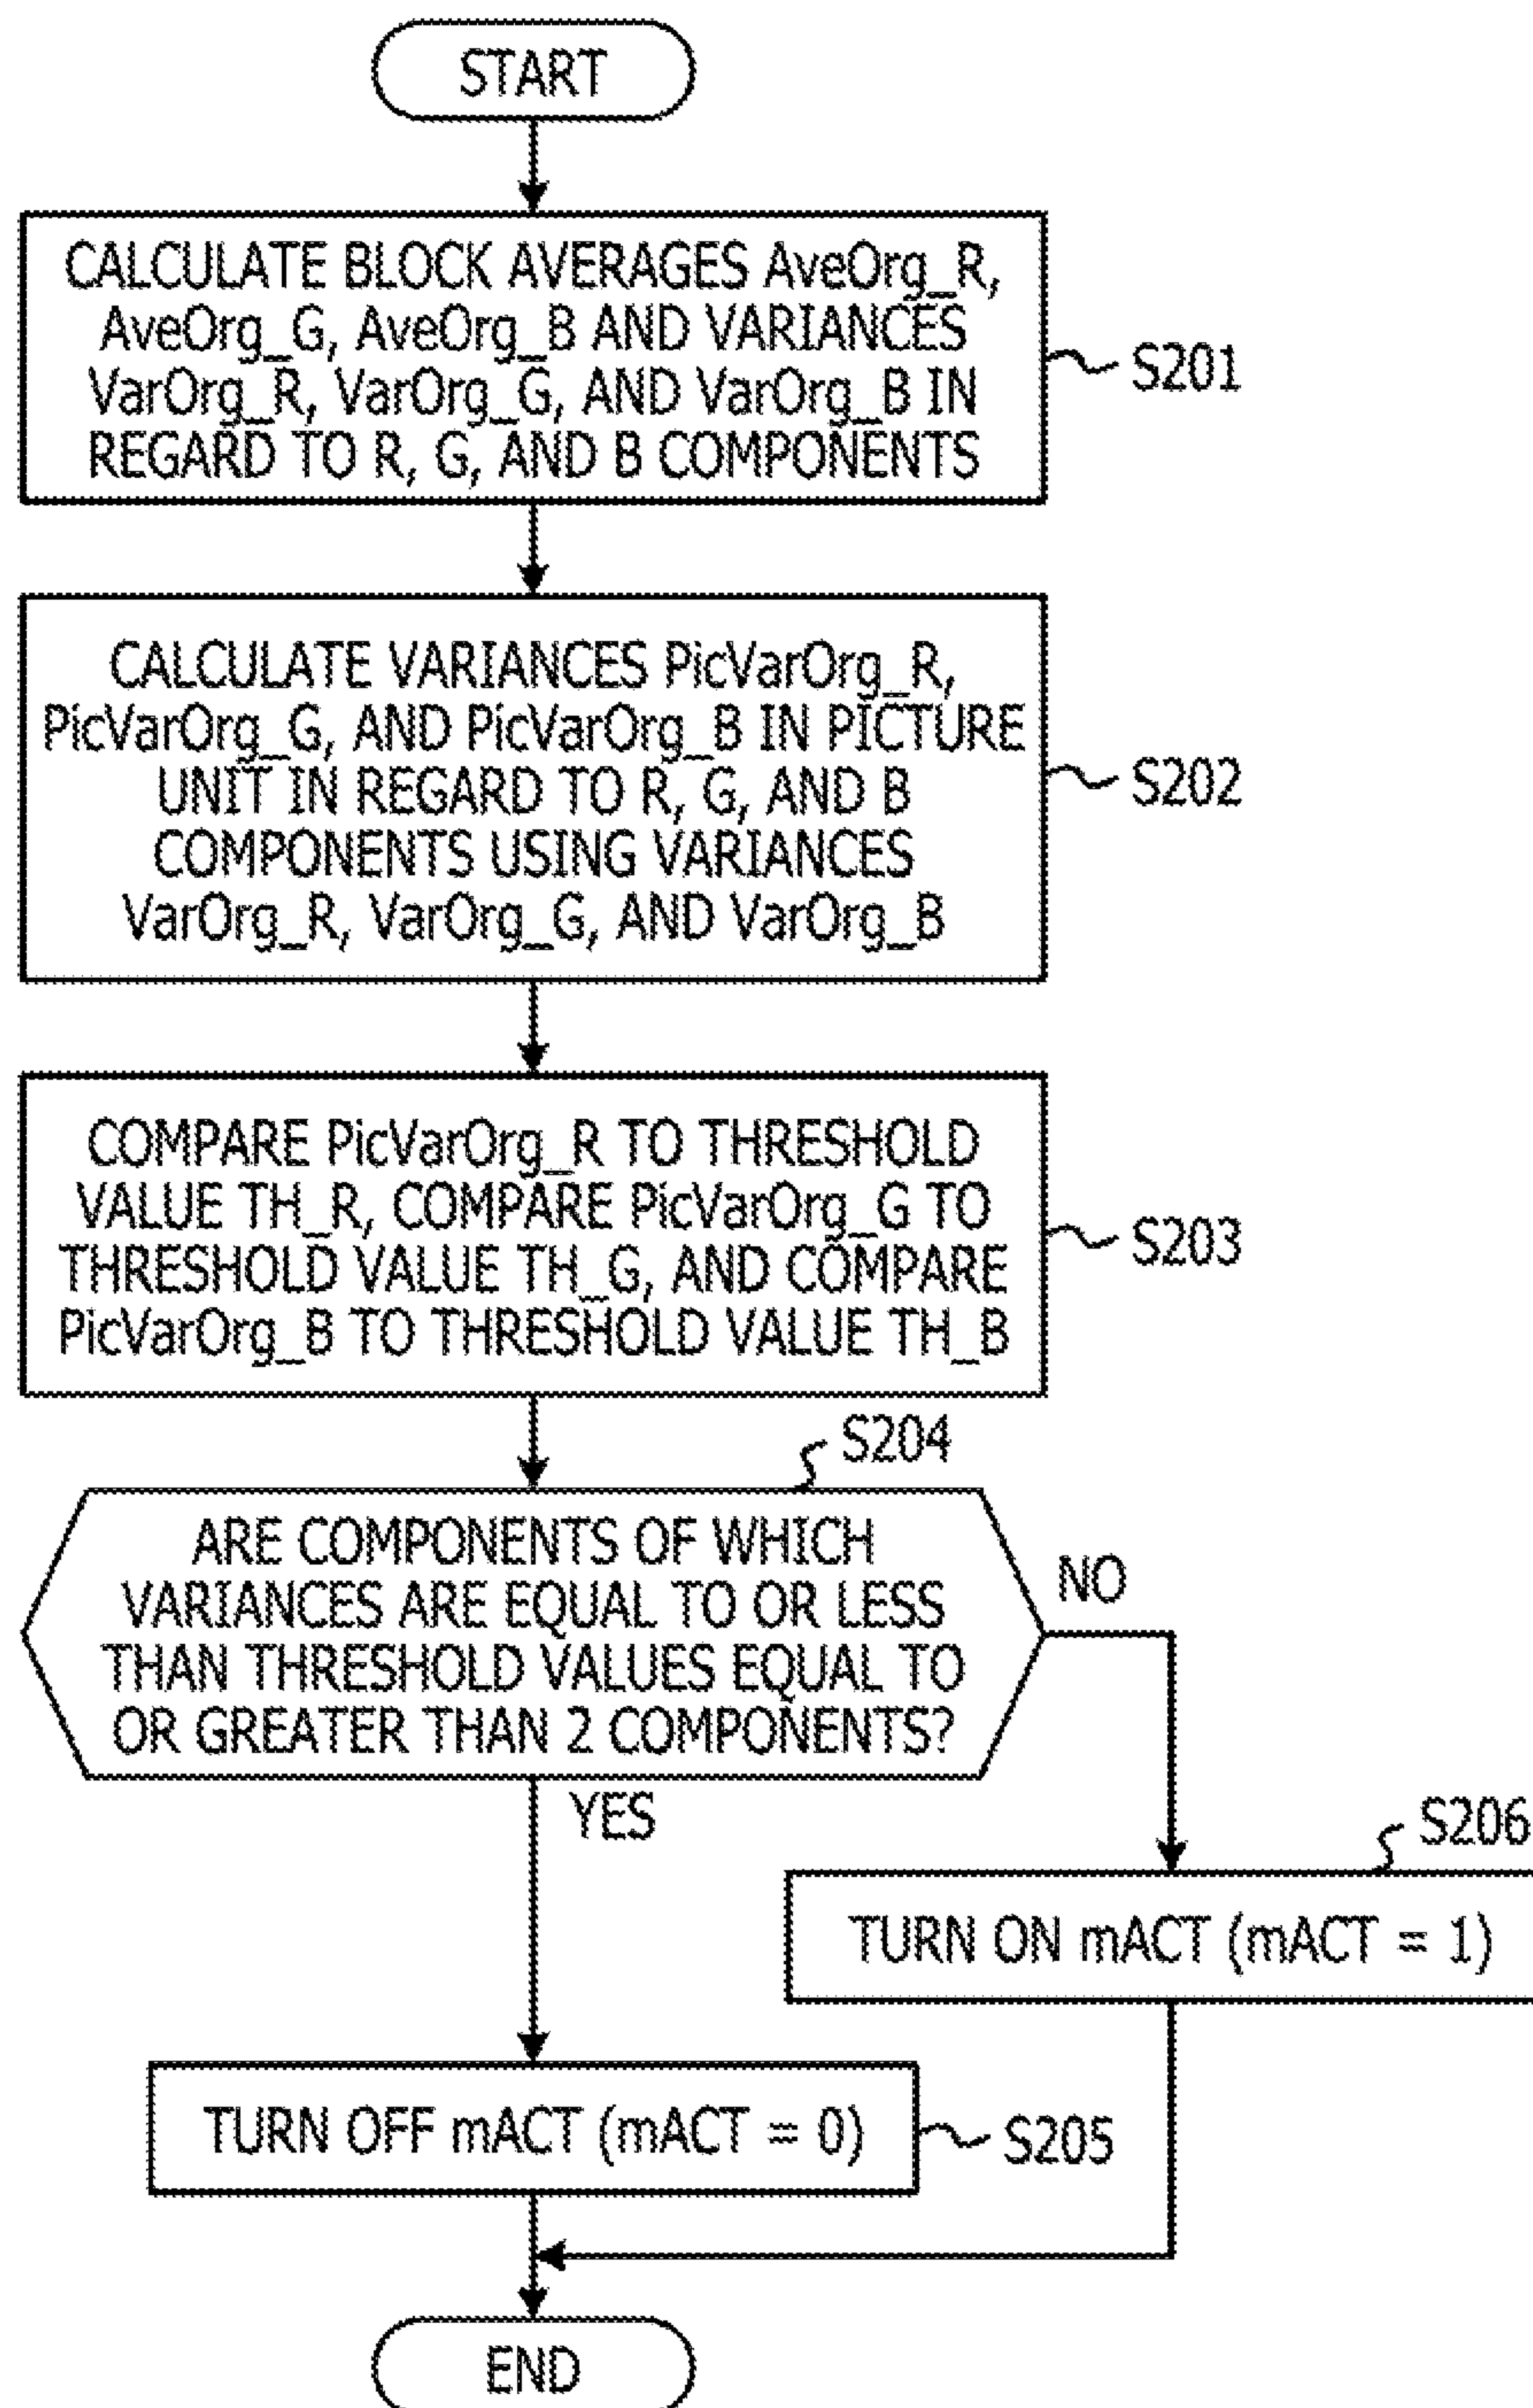 START
CALCULATE BLOCK AVERAGES AveOrg_R,
AveOrg_G, AveOrg_B AND VARIANCES
VarOrg_R, VarOrg_G, AND VarOrg_B IN
REGARD TO R, G, AND B COMPONENTS
S201
CALCULATE VARIANCES PicVarOrg_R,
PicVarOrg_G, AND PicVarOrg_B IN PICTURE
UNIT IN REGARD TO R, G, AND B
COMPONENTS USING VARIANCES
VarOrg_R, VarOrg_G, AND VarOrg_B
S202
COMPARE PicVarOrg_R TO THRESHOLD
VALUE TH_R, COMPARE PicVarOrg_G TO
THRESHOLD VALUE TH_G, AND COMPARE
PicVarOrg_B TO THRESHOLD VALUE TH_B
S203
S204
ARE COMPONENTS OF WHICH
VARIANCES ARE EQUAL TO OR LESS
THAN THRESHOLD VALUES EQUAL TO
OR GREATER THAN 2 COMPONENTS?
NO
YES
S206
TURN ON mACT (mACT = 1)
TURN OFF mACT (mACT = 0)
S205
END